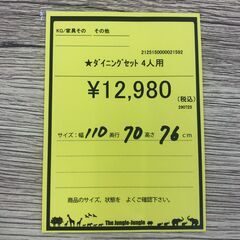 KG/家具その　その他
2125150000021592
★ダイニングセット 4人用
¥12,980
(税込)
290725
サイズ:幅 110 奥行 70 高さ 76 cm
商品のサイズ、状態を よくご確認下さい。
The Jungle-Jungle